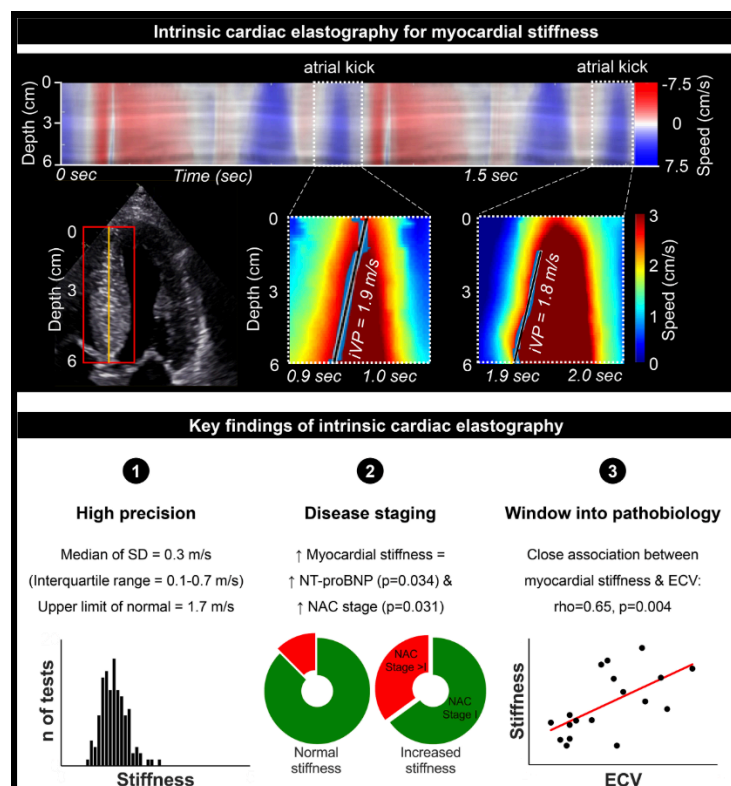 Intrinsic cardiac elastography for myocardial stiffness
atrial kick
atrial kick
Depth (cm)
0
3
6
0 sec
Time (sec)
1.5 sec
-7.5
0
7.5
Speed (cm/s)
Depth (cm)
0
3
6
Depth (cm)
0
3
6
iVP = 1.9 m/s
0.9 sec
1.0 sec
0
3
6
iVP = 1.8 m/s
1.9 sec
2.0 sec
3
2
1
0
Speed (cm/s)
Key findings of intrinsic cardiac elastography
1
High precision
Median of SD = 0.3 m/s
(Interquartile range = 0.1-0.7 m/s)
Upper limit of normal = 1.7 m/s
n of tests
Stiffness
2
Disease staging
↑ Myocardial stiffness =
↑ NT-proBNP (p=0.034) &
↑ NAC stage (p=0.031)
NAC
Stage >I
NAC
Stage I
Normal
stiffness
Increased
stiffness
3
Window into pathobiology
Close association between
myocardial stiffness & ECV:
rho=0.65, p=0.004
Stiffness
ECV